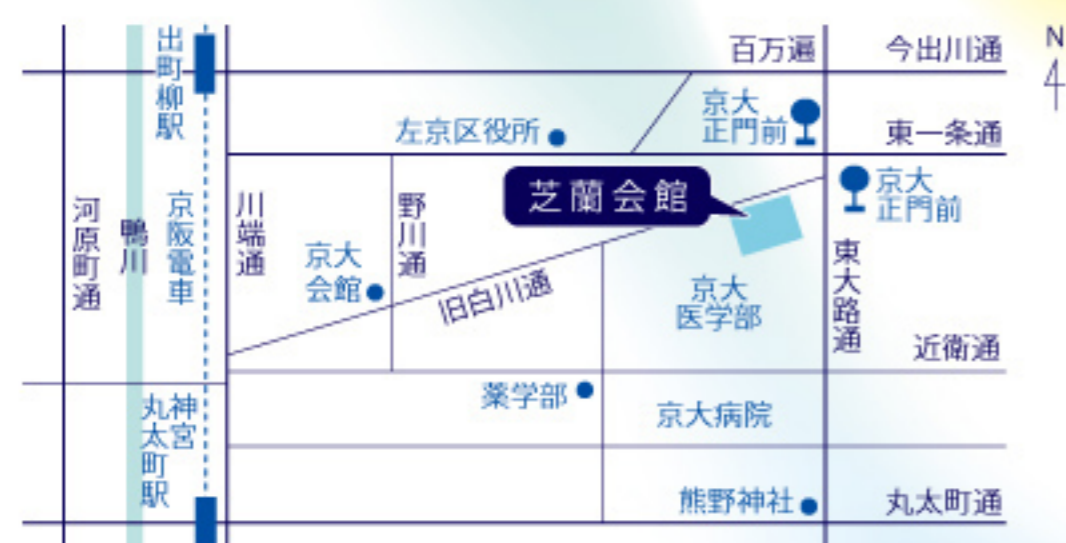 百万遍
今出川通
N
出町柳駅
京大
正門前
左京区役所
東一条通
芝蘭会館
京大
正門前
河原町通
鴨川
京阪電車
川端通
野川通
京大
会館
旧白川通
京大
医学部
東大路通
近衛通
薬学部
京大病院
神宮
丸太町駅
熊野神社
丸太町通